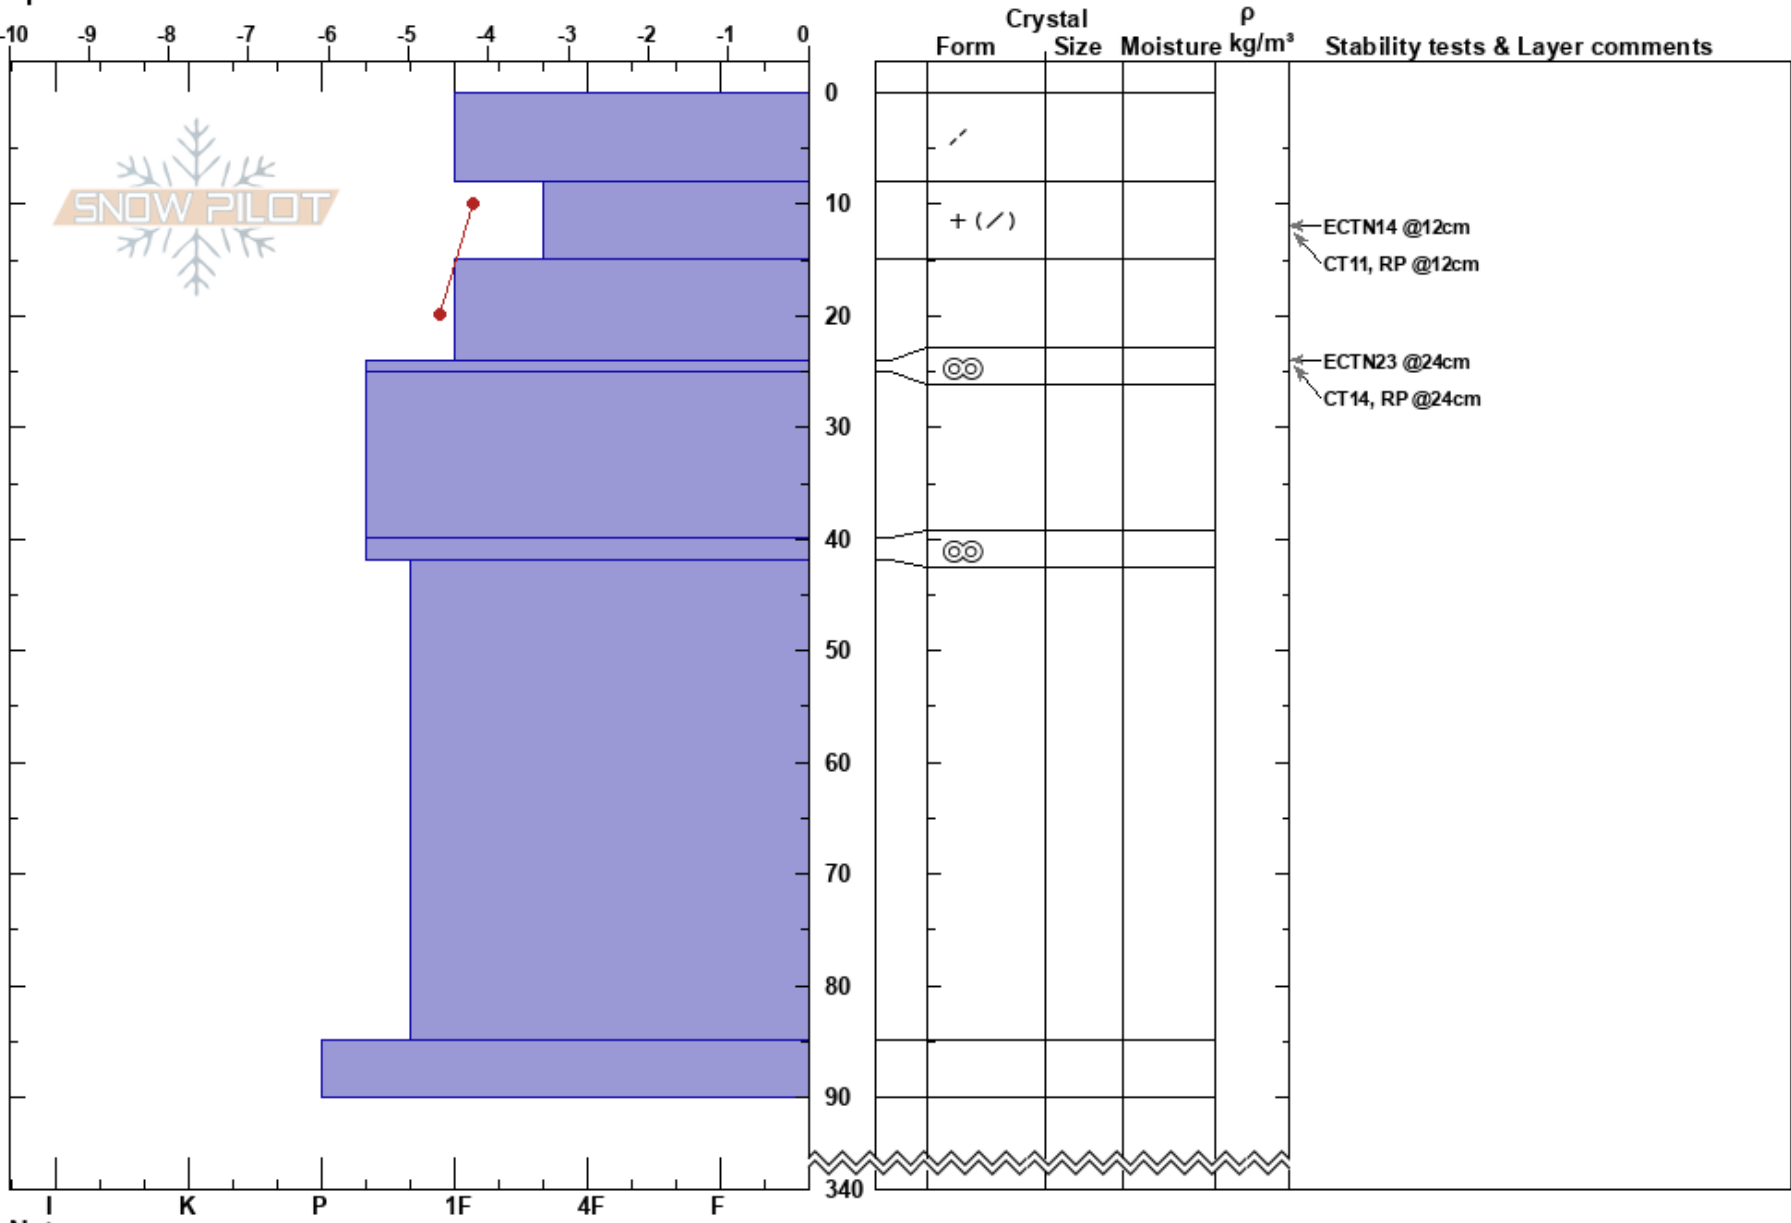 -10 -9 -8 -7 -6 -5 -4 -3 -2 -1 0
Crystal
Form Size Moisture
ρ
kg/m³
Stability tests & Layer comments
SNOW PILOT
0
10
+ (/)
ECTN14 @12cm
CT11, RP @12cm
20
ECTN23 @24cm
CT14, RP @24cm
30
40
50
60
70
80
90
340
I K P 1F 4F F